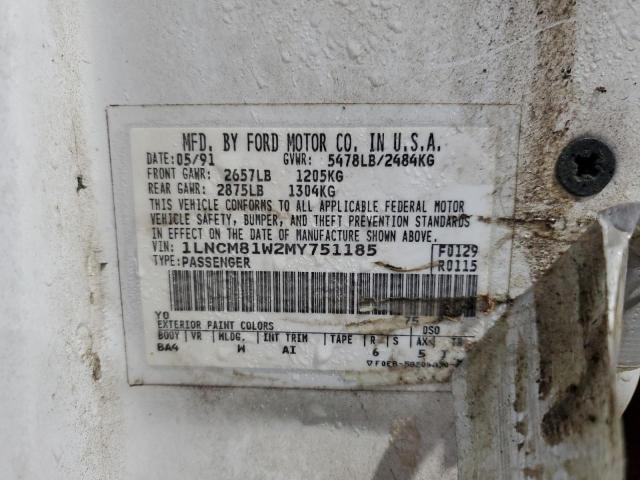 MFD. BY FORD MOTOR CO. IN U.S.A.
DATE: 05/91 GVWR: 5478LB/2484KG
FRONT GAWR: 2657LB 1205KG
REAR GAWR: 2875LB 1304KG
THIS VEHICLE CONFORMS TO ALL APPLICABLE FEDERAL MOTOR
VEHICLE SAFETY, BUMPER, AND THEFT PREVENTION STANDARDS
IN EFFECT ON THE DATE OF MANUFACTURE SHOWN ABOVE.
VIN: 1LNCM81W2MY751185 F0129
TYPE: PASSENGER R0115
YO 75
EXTERIOR PAINT COLORS DSO
BODY VR MLDG. INT TRIM TAPE R S AX
BA4 W AI 6 5